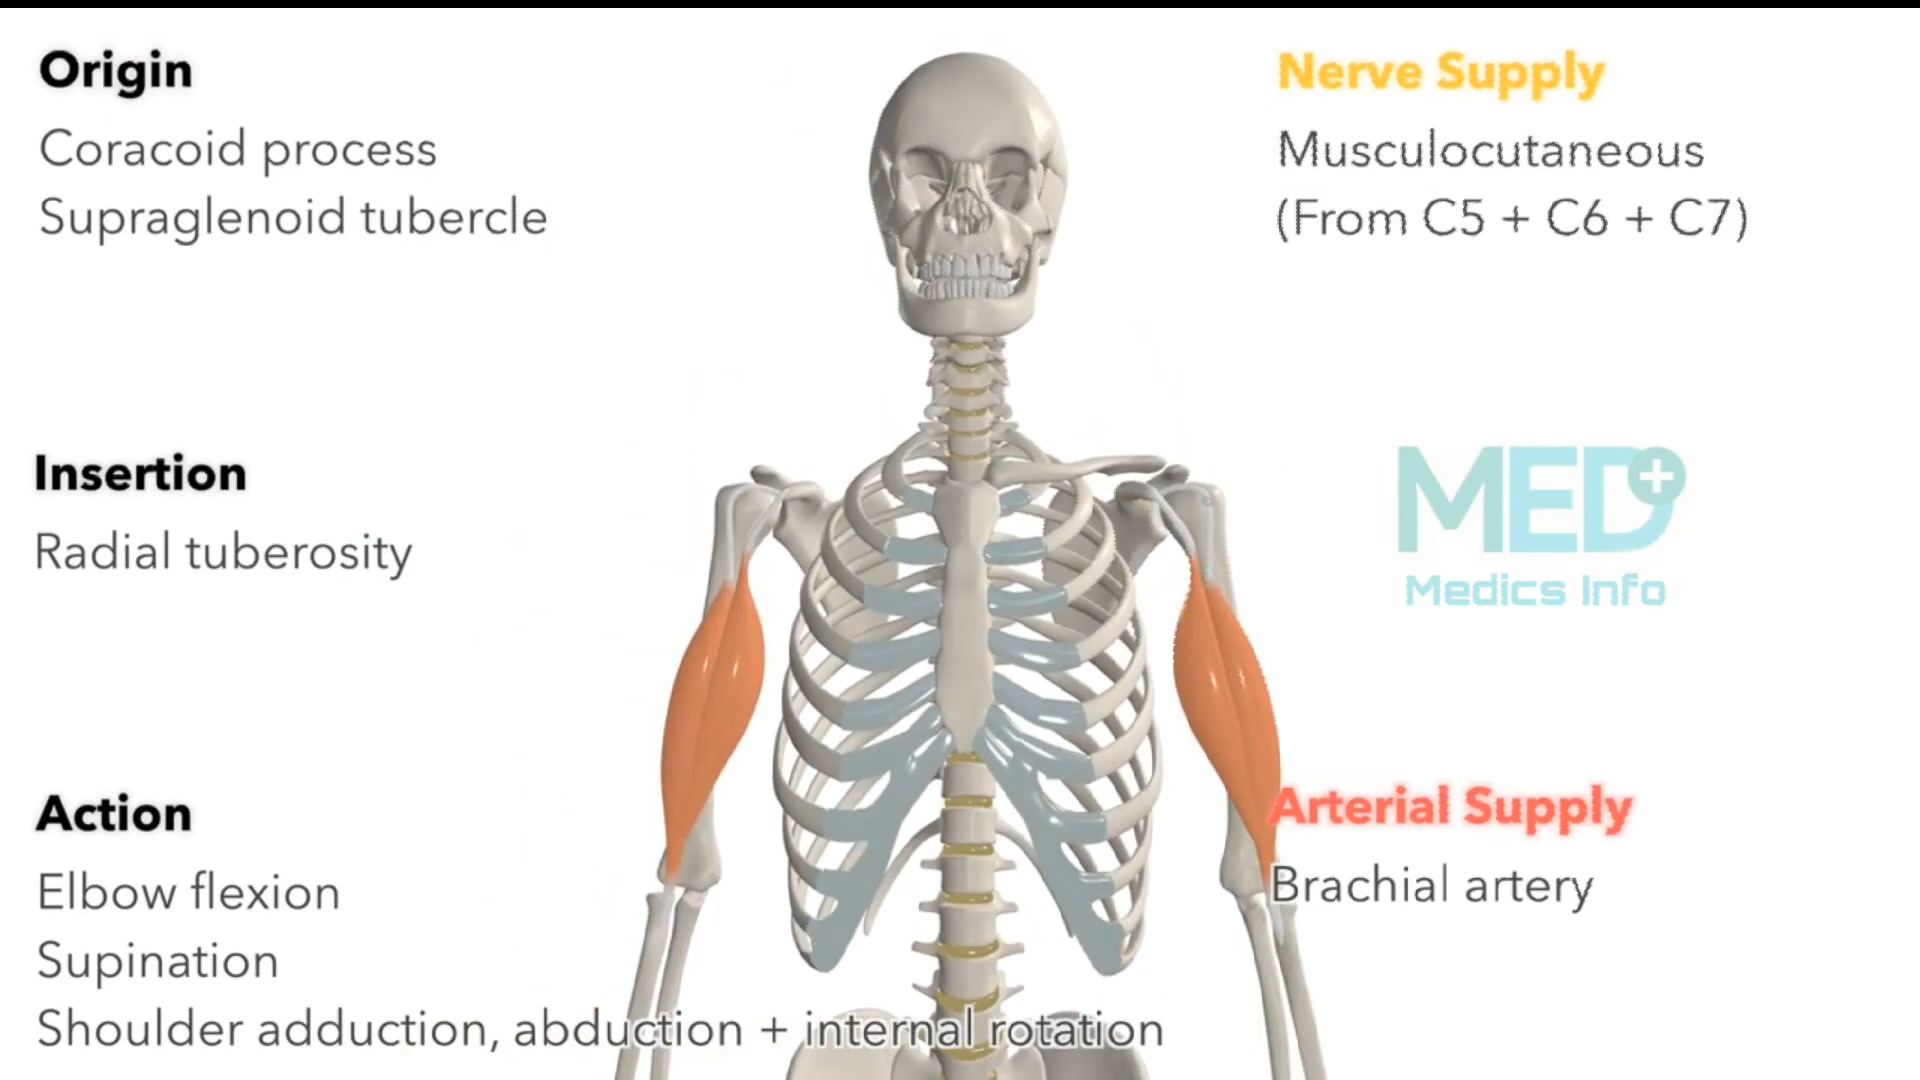 Origin
Coracoid process
Supraglenoid tubercle
Insertion
Radial tuberosity
Action
Elbow flexion
Supination
Shoulder adduction, abduction + internal rotation
Nerve Supply
Musculocutaneous
(From C5 + C6 + C7)
MED+
Medics Info
Arterial Supply
Brachial artery